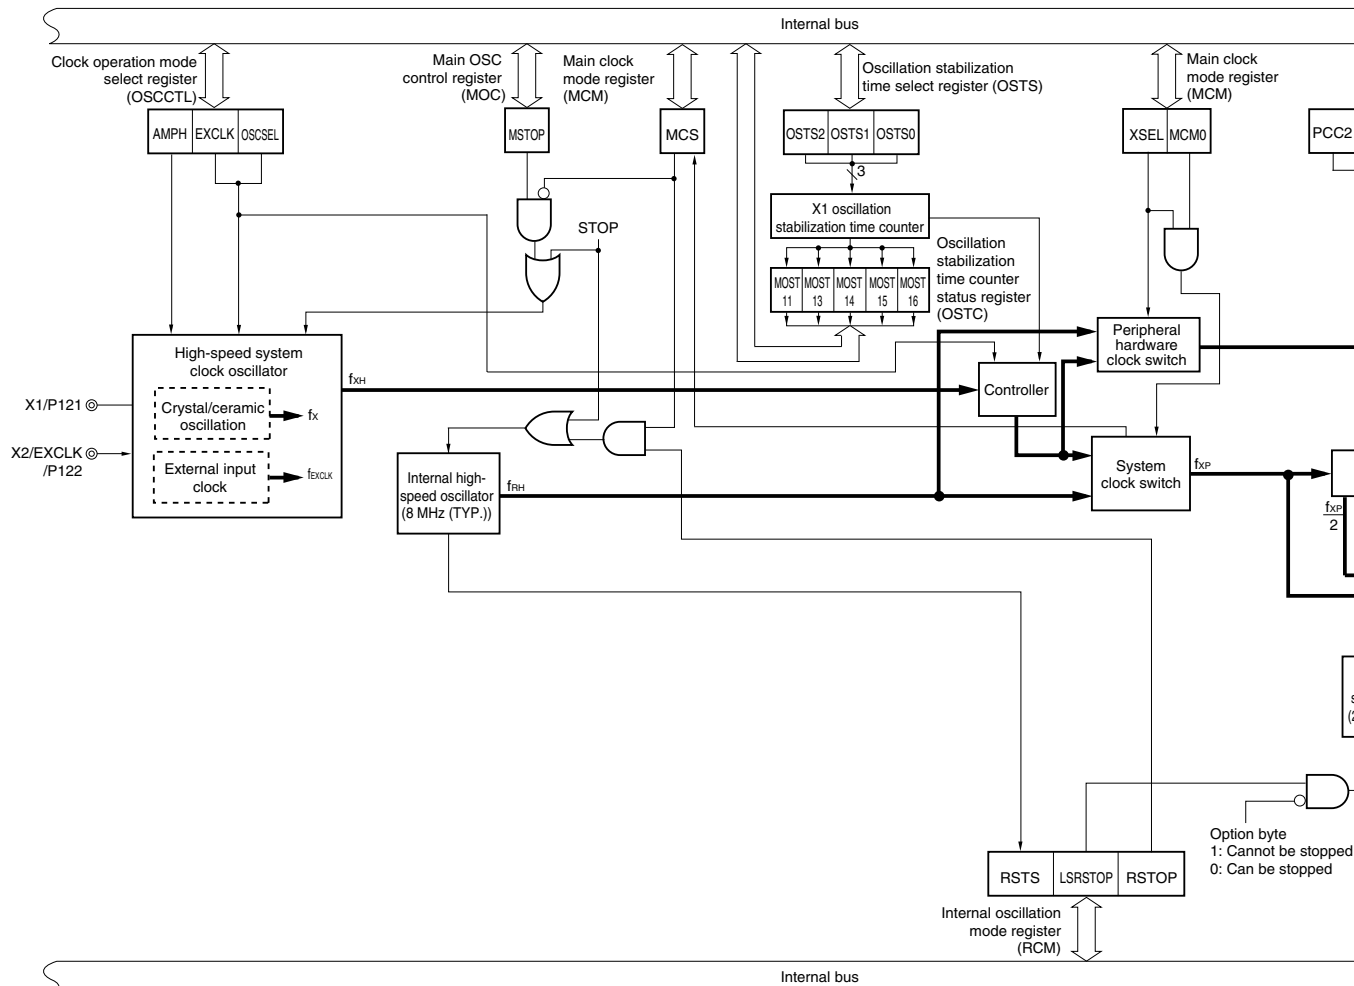 Internal bus
Clock operation mode
select register
(OSCCTL)
Main OSC
control register
(MOC)
Main clock
mode register
(MCM)
Oscillation stabilization
time select register (OSTS)
Main clock
mode register
(MCM)
AMPH EXCLK OSCSEL
MSTOP
MCS
OSTS2 OSTS1 OSTS0
XSEL MCM0
PCC2
3
X1 oscillation
stabilization time counter
STOP
Oscillation
stabilization
time counter
status register
(OSTC)
MOST 11
MOST 13
MOST 14
MOST 15
MOST 16
High-speed system
clock oscillator
Peripheral
hardware
clock switch
fXH
Controller
X1/P121
Crystal/ceramic
oscillation
fX
X2/EXCLK
/P122
External input
clock
fEXCLK
Internal high-
speed oscillator
(8 MHz (TYP.))
fRH
System
clock switch
fXP
fXP
2
s
(2
Option byte
1: Cannot be stopped
0: Can be stopped
RSTS LSRSTOP RSTOP
Internal oscillation
mode register
(RCM)
Internal bus